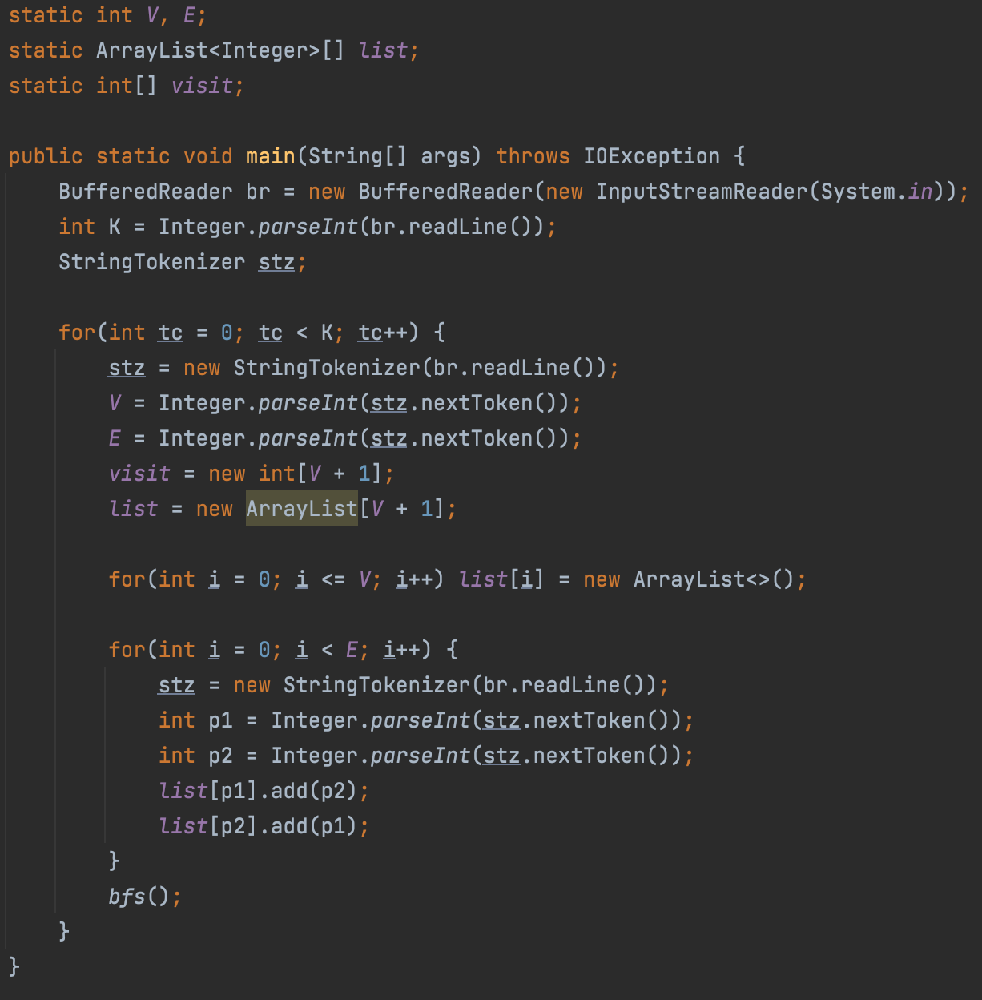 static int V, E;
static ArrayList<Integer>[] list;
static int[] visit;

public static void main(String[] args) throws IOException {
    BufferedReader br = new BufferedReader(new InputStreamReader(System.in));
    int K = Integer.parseInt(br.readLine());
    StringTokenizer stz;

    for(int tc = 0; tc < K; tc++) {
        stz = new StringTokenizer(br.readLine());
        V = Integer.parseInt(stz.nextToken());
        E = Integer.parseInt(stz.nextToken());
        visit = new int[V + 1];
        list = new ArrayList[V + 1];

        for(int i = 0; i <= V; i++) list[i] = new ArrayList<>();

        for(int i = 0; i < E; i++) {
            stz = new StringTokenizer(br.readLine());
            int p1 = Integer.parseInt(stz.nextToken());
            int p2 = Integer.parseInt(stz.nextToken());
            list[p1].add(p2);
            list[p2].add(p1);
        }
        bfs();
    }
}